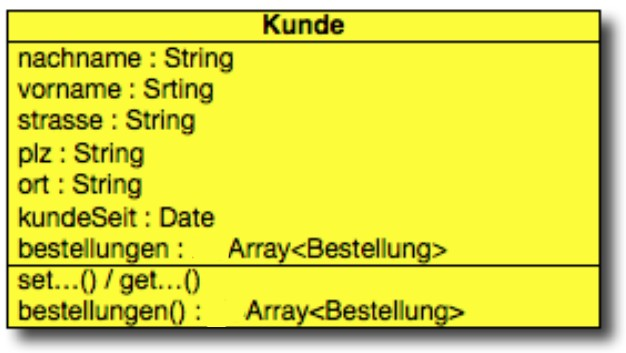 Kunde
nachname : String
vorname : Srting
strasse : String
plz : String
ort : String
kundeSeit : Date
bestellungen : Array<Bestellung>
set...() / get...()
bestellungen() : Array<Bestellung>